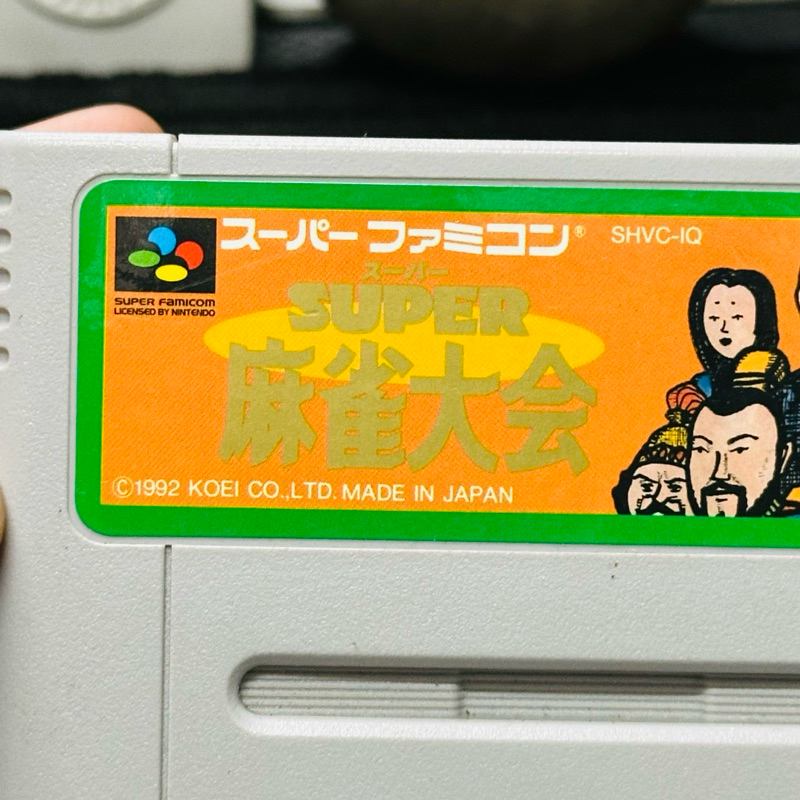 スーパーファミコン® SHVC-IQ
SUPER FAMICOM
LICENSED BY NINTENDO
スーパー
SUPER
麻雀大会
©1992 KOEI CO.,LTD. MADE IN JAPAN